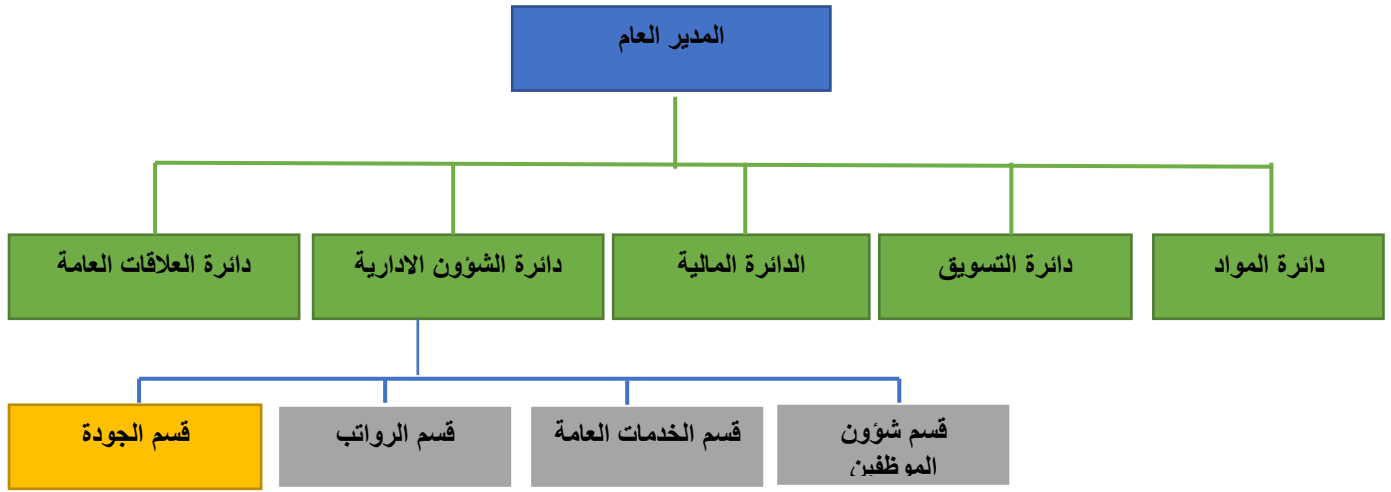 المدير العام
دائرة المواد
دائرة التسويق
الدائرة المالية
دائرة الشؤون الادارية
دائرة العلاقات العامة
قسم شؤون
الموظفين
قسم الخدمات العامة
قسم الرواتب
قسم الجودة